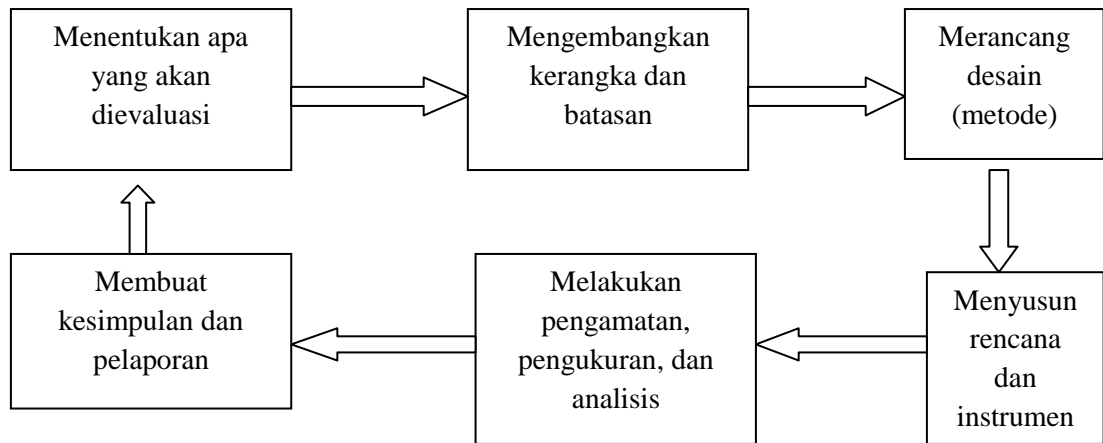 Menentukan apa
yang akan
dievaluasi
Mengembangkan
kerangka dan
batasan
Merancang
desain
(metode)
Menyusun
rencana
dan
instrumen
Melakukan
pengamatan,
pengukuran, dan
analisis
Membuat
kesimpulan dan
pelaporan